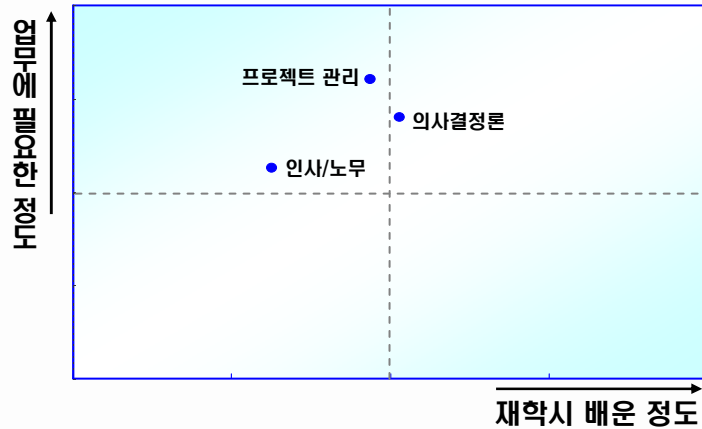 업무에 필요한 정도
프로젝트 관리
의사결정론
인사/노무
재학시 배운 정도